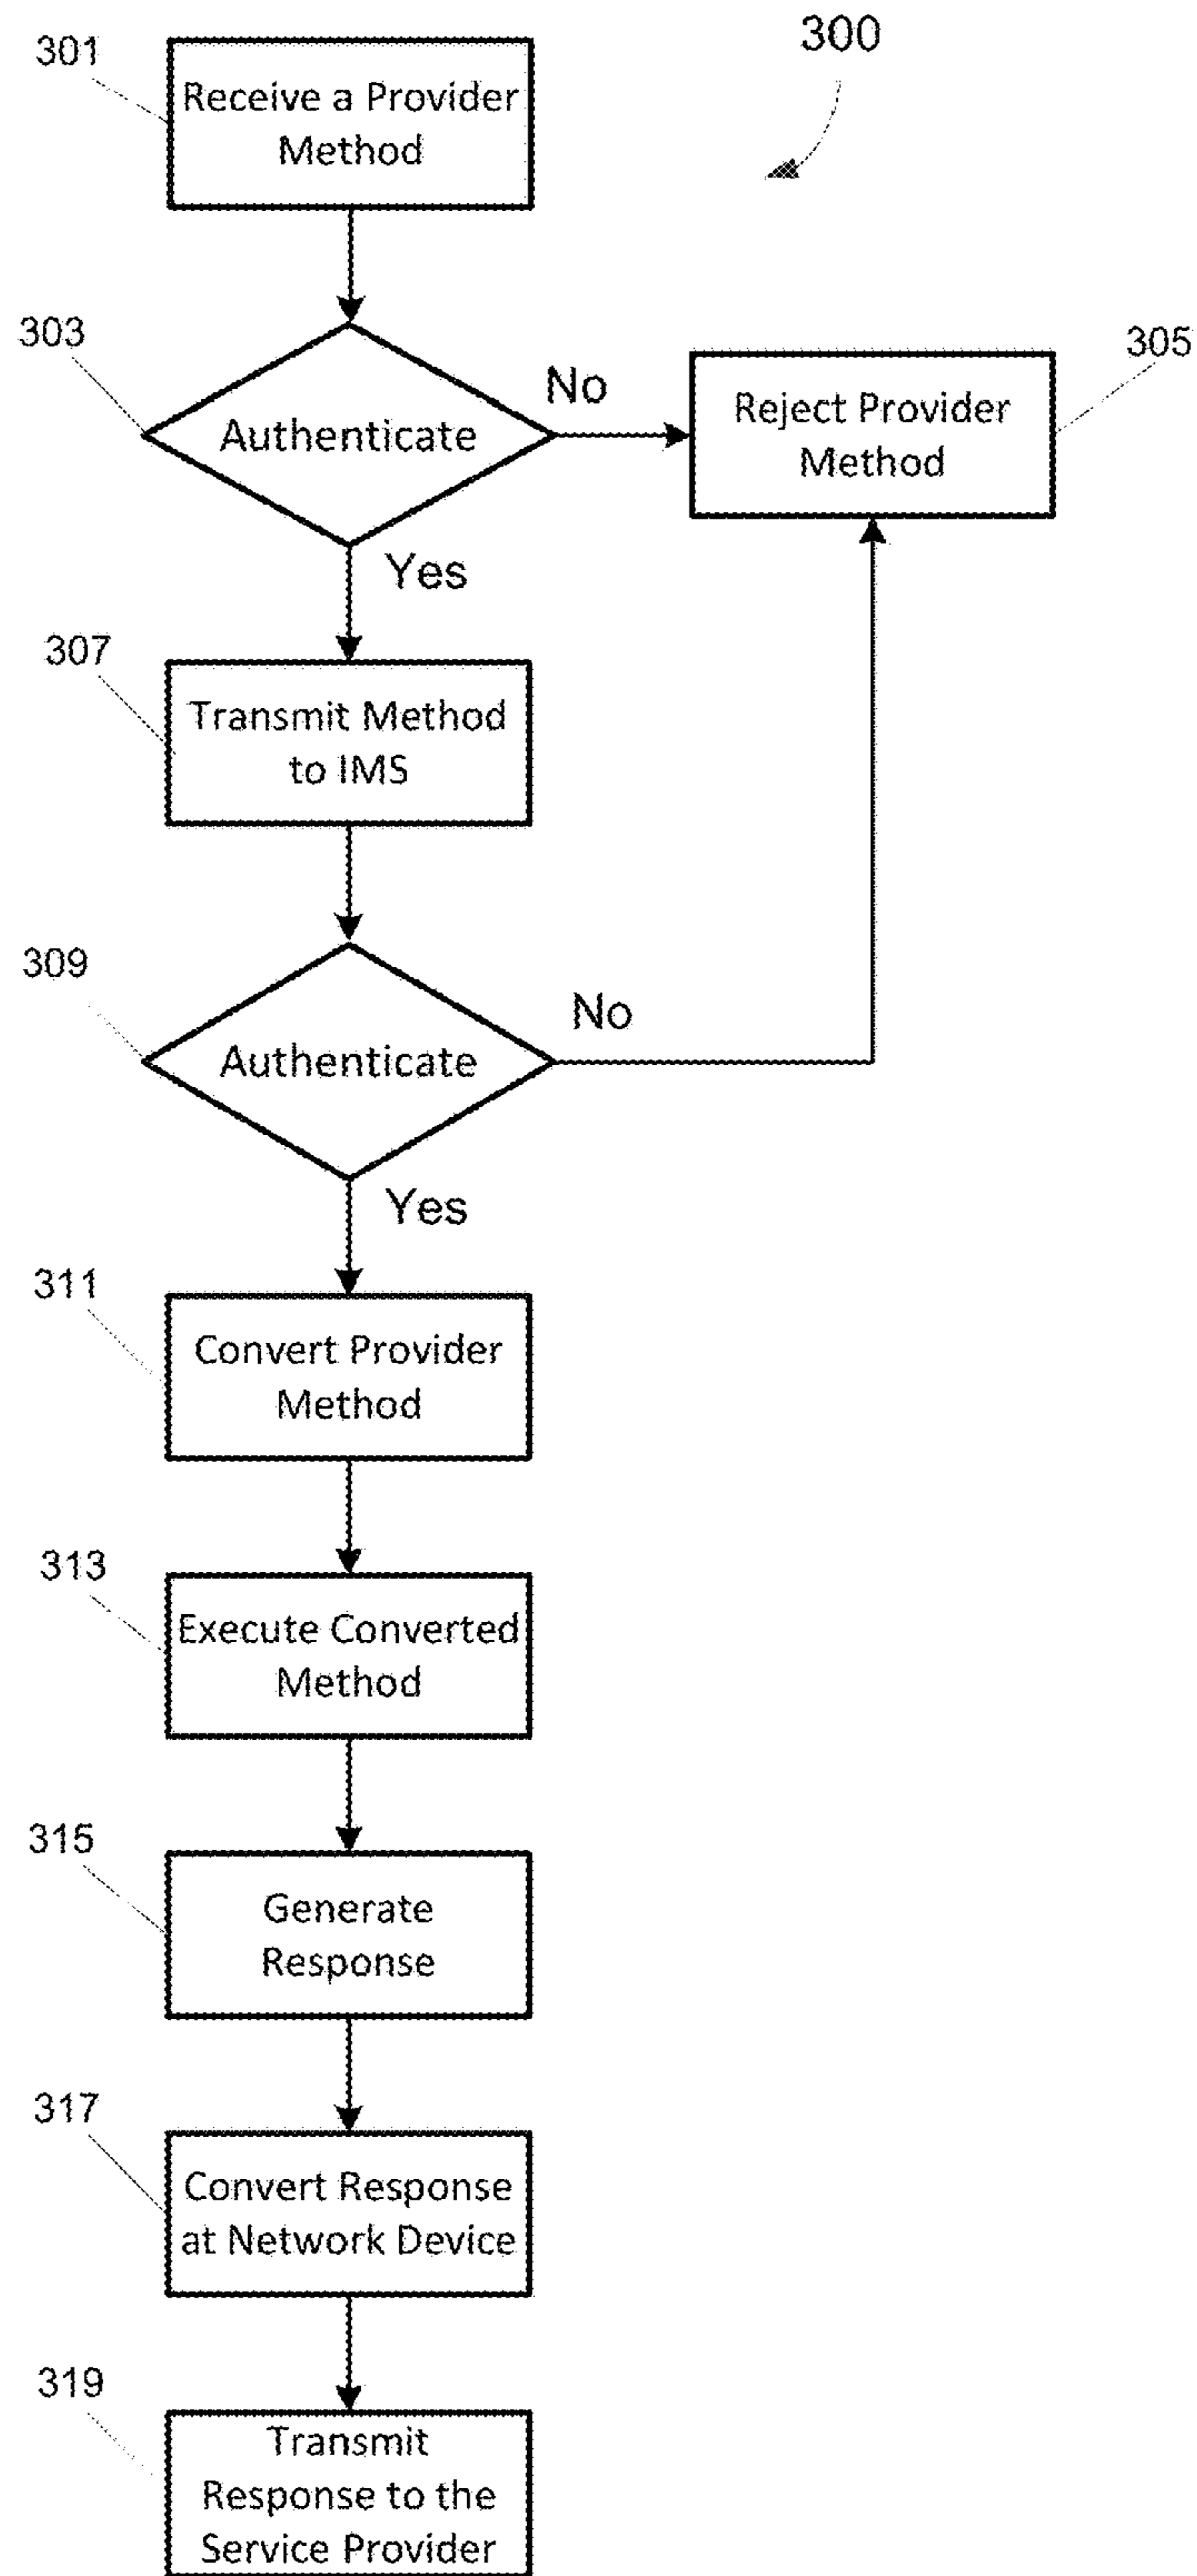 300
301
Receive a Provider
Method
303
Authenticate
No
305
Reject Provider
Method
Yes
307
Transmit Method
to IMS
309
Authenticate
No
Yes
311
Convert Provider
Method
313
Execute Converted
Method
315
Generate
Response
317
Convert Response
at Network Device
319
Transmit
Response to the
Service Provider